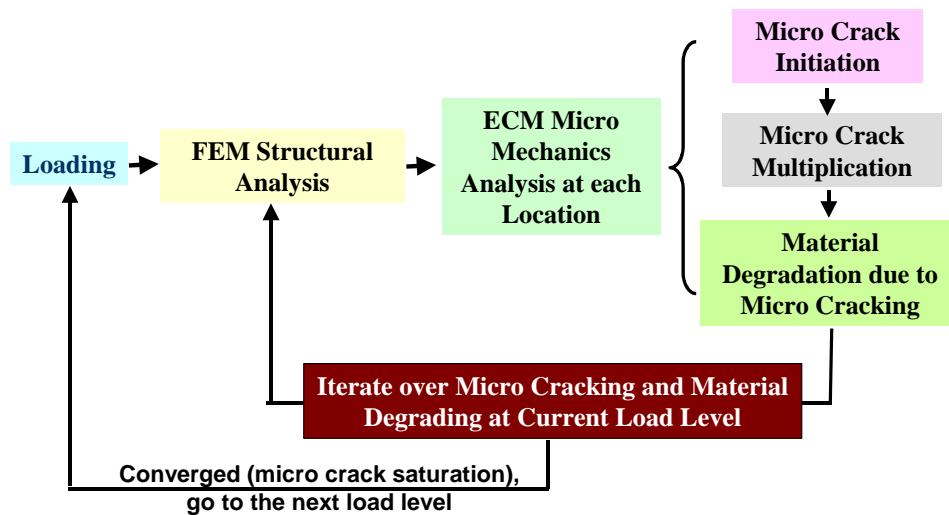 Loading
FEM Structural
Analysis
ECM Micro
Mechanics
Analysis at each
Location
Micro Crack
Initiation
Micro Crack
Multiplication
Material
Degradation due to
Micro Cracking
Iterate over Micro Cracking and Material
Degrading at Current Load Level
Converged (micro crack saturation),
go to the next load level